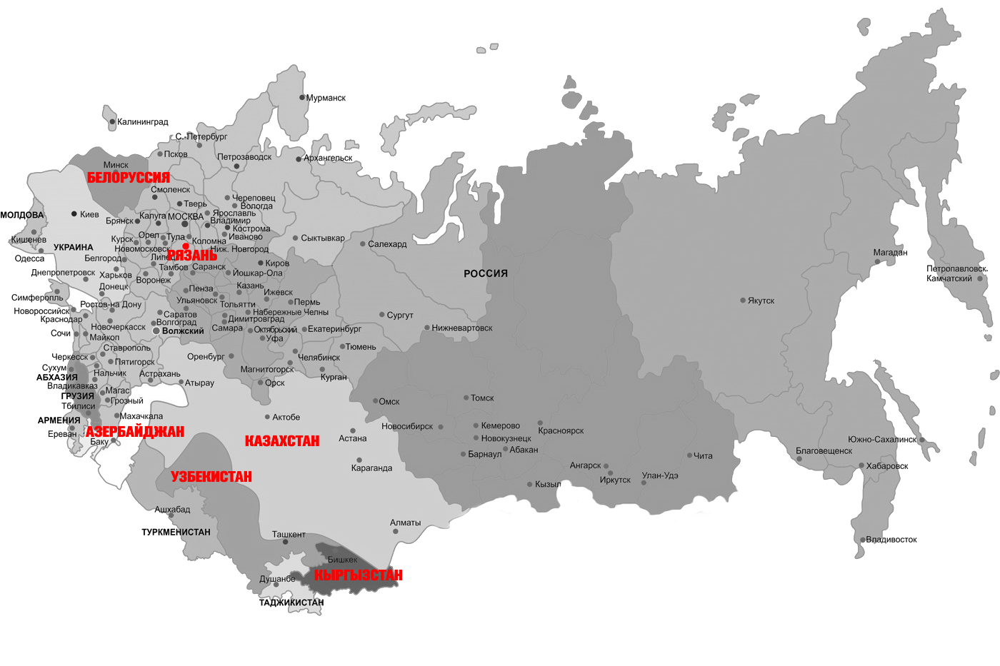 Мурманск
Калининград
С.-Петербург
Псков
Петрозаводск
Архангельск
Минск
БЕЛОРУССИЯ
Смоленск
Череповец
Тверь
Вологда
МОЛДОВА
Киев
Брянск
Калуга
МОСКВА
Ярославль
Владимир
Кострома
Кишенев
УКРАИНА
Курск
Орел
Тула
Коломна
Иваново
Сыктывкар
Салехард
Новомосковск
РЯЗАНЬ
Ниж. Новгород
Одесса
Белгород
Липецк
Магадан
Днепропетровск
Харьков
Тамбов
Саранск
Киров
Йошкар-Ола
РОССИЯ
Петропавловск.
Камчатский
Донецк
Воронеж
Пенза
Казань
Ижевск
Симферопль
Ростов-на Дону
Ульяновск
Тольятти
Пермь
Якутск
Новороссийск
Краснодар
Саратов
Набережные Челны
Сургут
Новочеркасск
Волгоград
Димитровград
Сочи
Майкоп
Волжский
Самара
Октябрьский
Екатеринбург
Нижневартовск
Уфа
Ставрополь
Тюмень
Черкесск
Пятигорск
Оренбург
Челябинск
Сухум
Нальчик
Астрахань
Магнитогорск
Курган
АБХАЗИЯ
Владикавказ
Атырау
Орск
ГРУЗИЯ
Магас
Грозный
Омск
Томск
Тбилиси
Махачкала
Актобе
АРМЕНИЯ
Ереван
АЗЕРБАЙДЖАН
Баку
КАЗАХСТАН
Астана
Новосибирск
Кемерово
Новокузнецк
Красноярск
Барнаул
Абакан
Чита
Южно-Сахалинск
Благовещенск
Караганда
Ангарск
Иркутск
Улан-Удэ
Хабаровск
УЗБЕКИСТАН
Кызыл
Ашхабад
ТУРКМЕНИСТАН
Ташкент
Алматы
Владивосток
Бишкек
КЫРГЫЗСТАН
Душанбе
ТАДЖИКИСТАН